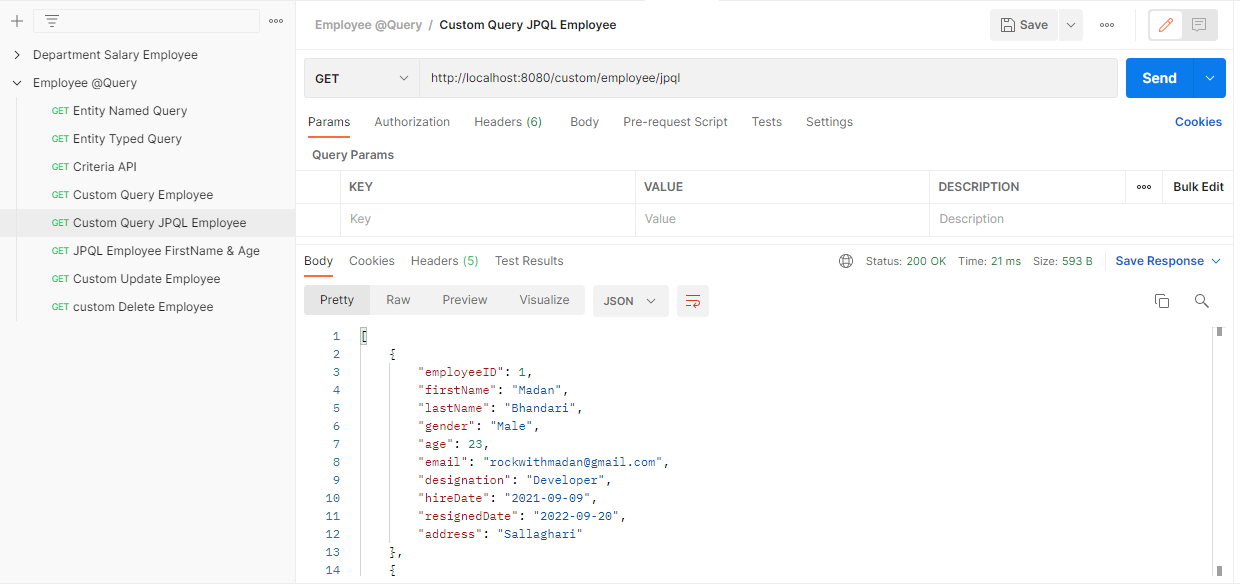 Department Salary Employee
Employee @Query
GET Entity Named Query
GET Entity Typed Query
GET Criteria API
GET Custom Query Employee
GET Custom Query JPQL Employee
GET JPQL Employee FirstName & Age
GET Custom Update Employee
GET custom Delete Employee
Employee @Query / Custom Query JPQL Employee
Save
GET http://localhost:8080/custom/employee/jpql
Send
Params Authorization Headers (6) Body Pre-request Script Tests Settings Cookies
Query Params
KEY VALUE DESCRIPTION Bulk Edit
Key Value Description
Body Cookies Headers (5) Test Results Status: 200 OK Time: 21 ms Size: 593 B Save Response
Pretty Raw Preview Visualize JSON
1 [
2 {
3 "employeeID": 1,
4 "firstName": "Madan",
5 "lastName": "Bhandari",
6 "gender": "Male",
7 "age": 23,
8 "email": "rockwithmadan@gmail.com",
9 "designation": "Developer",
10 "hireDate": "2021-09-09",
11 "resignedDate": "2022-09-20",
12 "address": "Sallaghari"
13 },
14 {